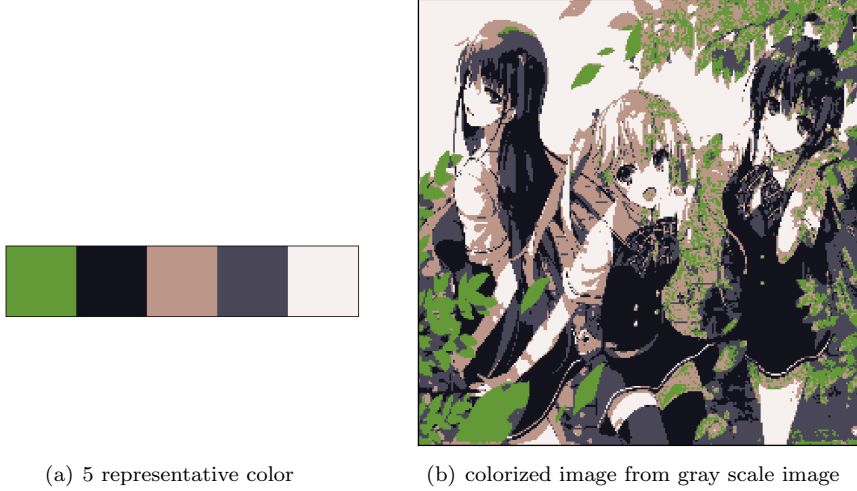 (a) 5 representative color
(b) colorized image from gray scale image